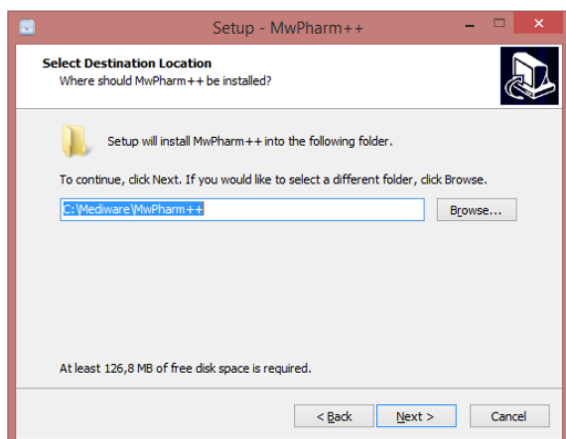 Setup - MwPharm++
Select Destination Location
Where should MwPharm++ be installed?
Setup will install MwPharm++ into the following folder.
To continue, click Next. If you would like to select a different folder, click Browse.
C:\Mediware\MwPharm++
Browse...
At least 126,8 MB of free disk space is required.
< Back
Next >
Cancel